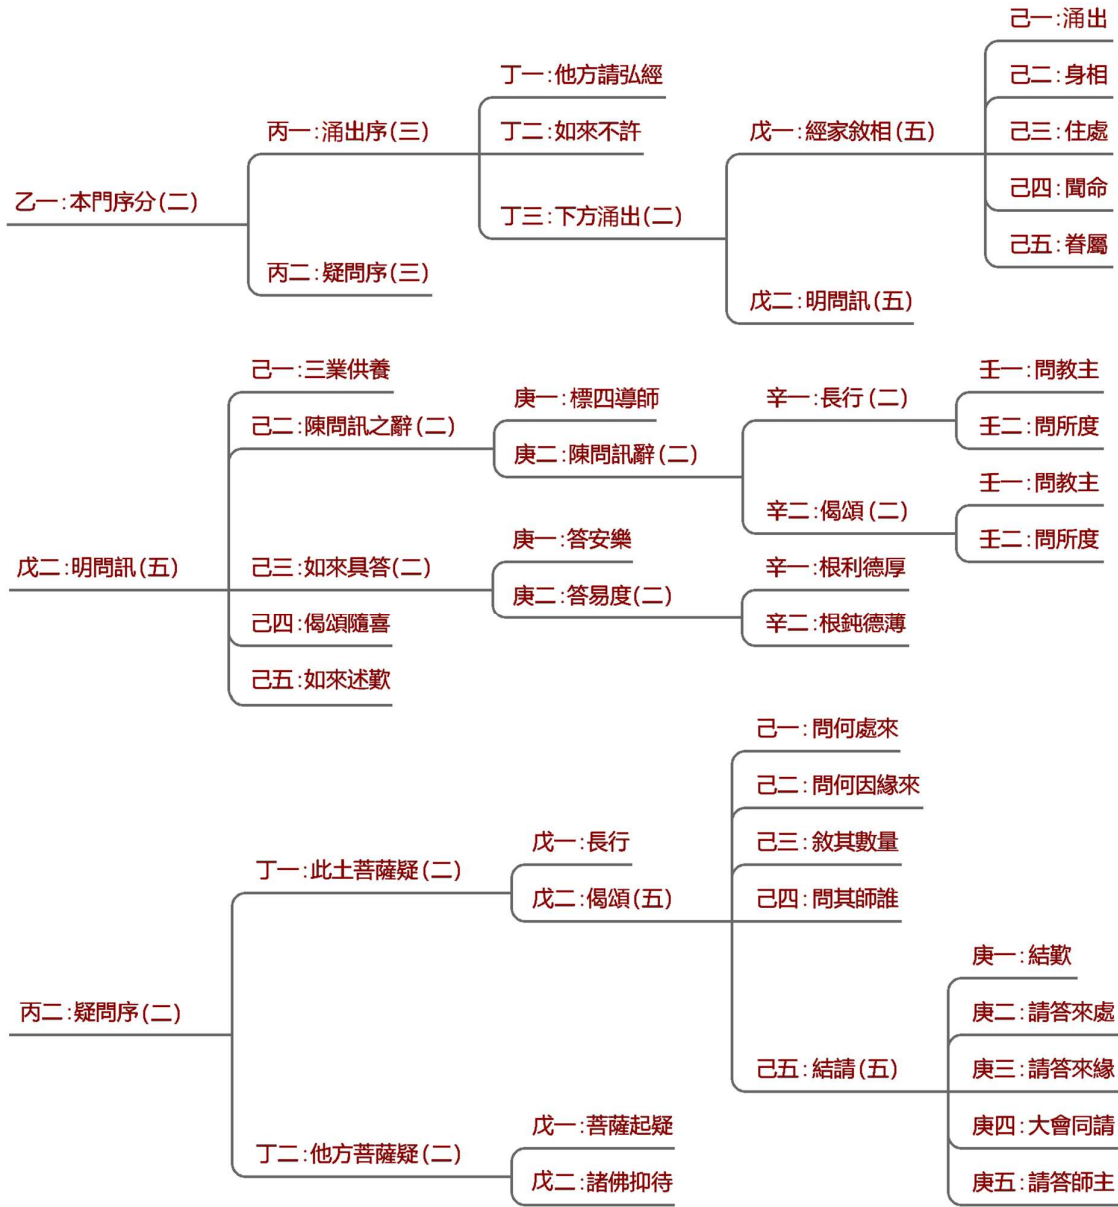 乙一:本門序分(二)
丙一:涌出序(三)
丁一:他方請弘經
丁二:如來不許
丁三:下方涌出(二)
戊一:經家敘相(五)
己一:涌出
己二:身相
己三:住處
己四:聞命
己五:眷屬
戊二:明問訊(五)
丙二:疑問序(三)
戊二:明問訊(五)
己一:三業供養
己二:陳問訊之辭(二)
庚一:標四導師
庚二:陳問訊辭(二)
辛一:長行(二)
壬一:問教主
壬二:問所度
辛二:偈頌(二)
壬一:問教主
壬二:問所度
己三:如來具答(二)
庚一:答安樂
庚二:答易度(二)
辛一:根利德厚
辛二:根鈍德薄
己四:偈頌隨喜
己五:如來述歎
丙二:疑問序(二)
丁一:此土菩薩疑(二)
戊一:長行
戊二:偈頌(五)
己一:問何處來
己二:問何因緣來
己三:敘其數量
己四:問其師誰
己五:結請(五)
庚一:結歎
庚二:請答來處
庚三:請答來緣
庚四:大會同請
庚五:請答師主
丁二:他方菩薩疑(二)
戊一:菩薩起疑
戊二:諸佛抑待